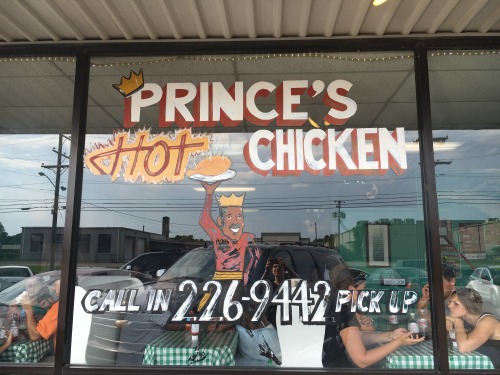 PRINCE'S
HOT CHICKEN
CALL IN 226-9442 PICK UP